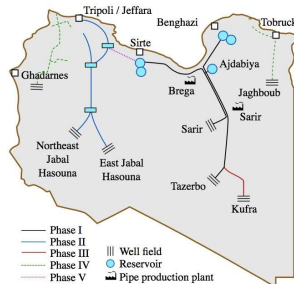 Tripoli / Jeffara
Benghazi
Tobruck
Sirte
Ghadames
Ajdabiya
Brega
Jaghboub
Sarir
Sarir
Northeast
Jabal
Hasouna
East Jabal
Hasouna
Tazerbo
Kufra
Phase I
Phase II
Phase III
Phase IV
Phase V
Well field
Reservoir
Pipe production plant